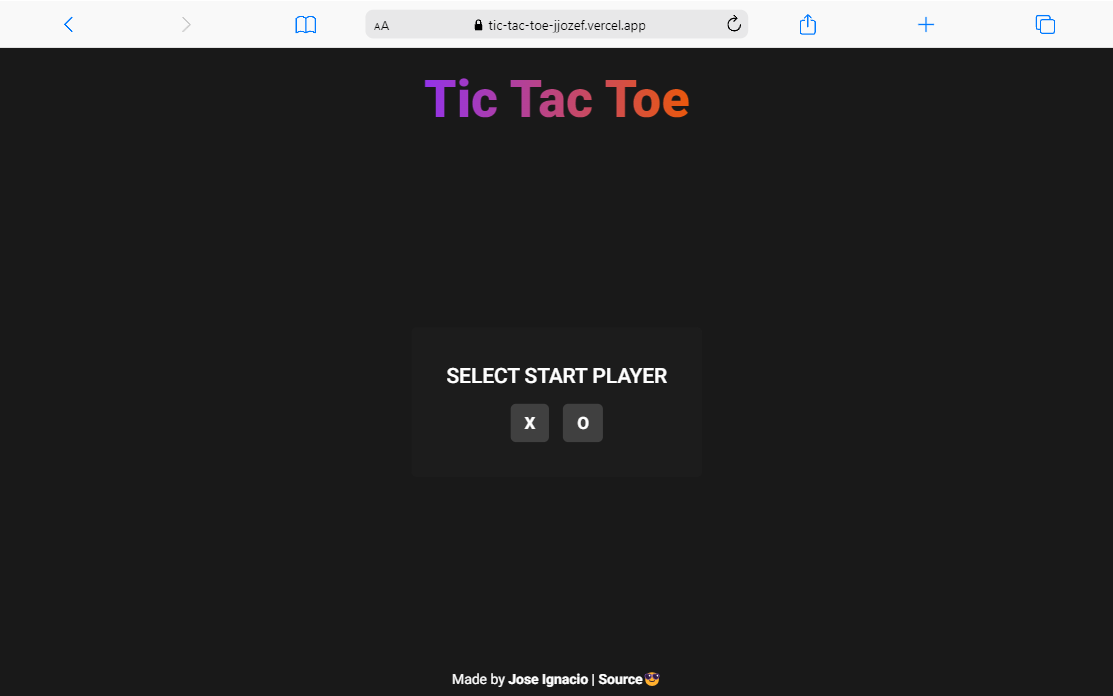 AA tic-tac-toe-jjozef.vercel.app
Tic Tac Toe
SELECT START PLAYER
X O
Made by Jose Ignacio | Source